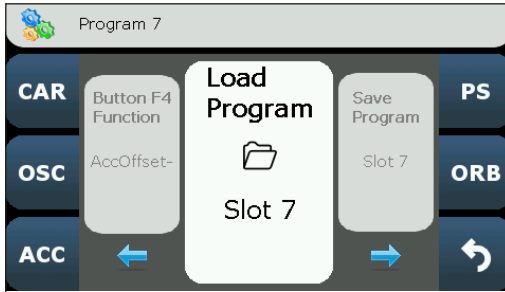 Program 7
CAR
OSC
ACC
Button F4
Function
AccOffset-
Load
Program
Slot 7
Save
Program
Slot 7
PS
ORB